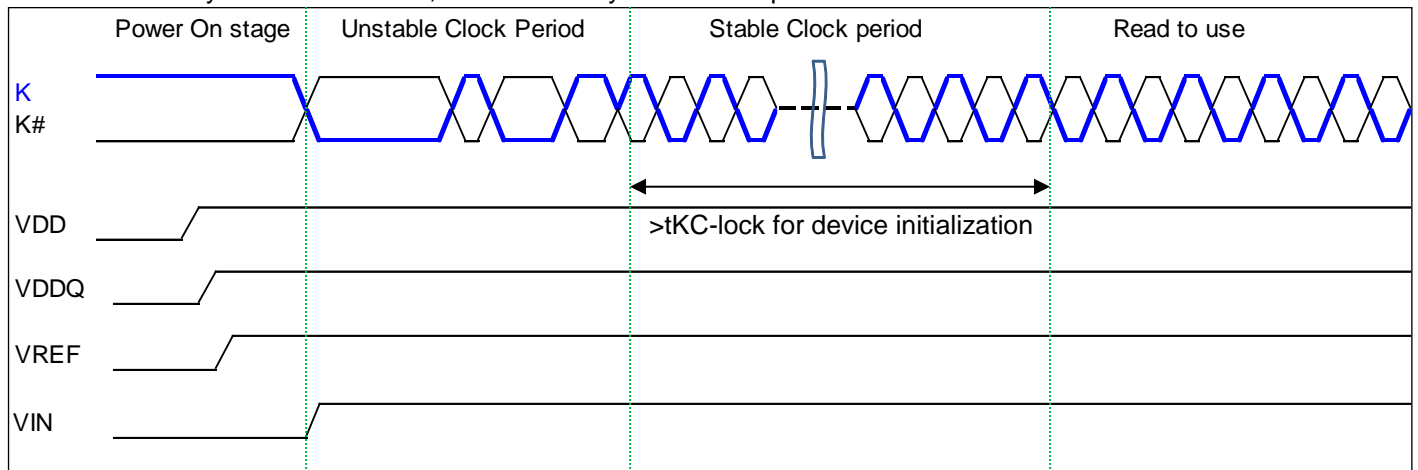 Power On stage Unstable Clock Period Stable Clock period Read to use
K
K#
VDD
>tKC-lock for device initialization
VDDQ
VREF
VIN